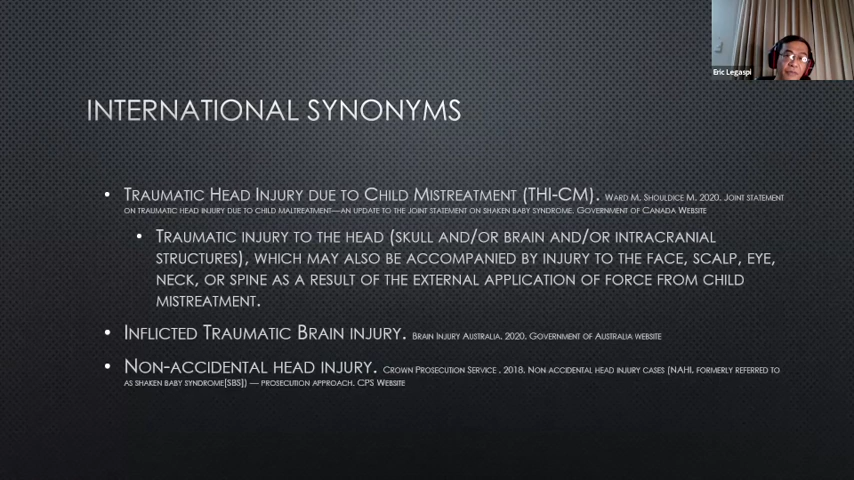 Eric Legaspi
INTERNATIONAL SYNONYMS
• TRAUMATIC HEAD INJURY DUE TO CHILD MISTREATMENT (THI-CM). WARD M, SHOULDICE M. 2020. JOINT STATEMENT
ON TRAUMATIC HEAD INJURY DUE TO CHILD MALTREATMENT—AN UPDATE TO THE JOINT STATEMENT ON SHAKEN BABY SYNDROME. GOVERNMENT OF CANADA WEBSITE
• TRAUMATIC INJURY TO THE HEAD (SKULL AND/OR BRAIN AND/OR INTRACRANIAL
STRUCTURES), WHICH MAY ALSO BE ACCOMPANIED BY INJURY TO THE FACE, SCALP, EYE,
NECK, OR SPINE AS A RESULT OF THE EXTERNAL APPLICATION OF FORCE FROM CHILD
MISTREATMENT.
• INFLICTED TRAUMATIC BRAIN INJURY. BRAIN INJURY AUSTRALIA. 2020. GOVERNMENT OF AUSTRALIA WEBSITE
• NON-ACCIDENTAL HEAD INJURY. CROWN PROSECUTION SERVICE . 2018. NON ACCIDENTAL HEAD INJURY CASES (NAHI, FORMERLY REFERRED TO
AS SHAKEN BABY SYNDROME[SBS]) — PROSECUTION APPROACH. CPS WEBSITE